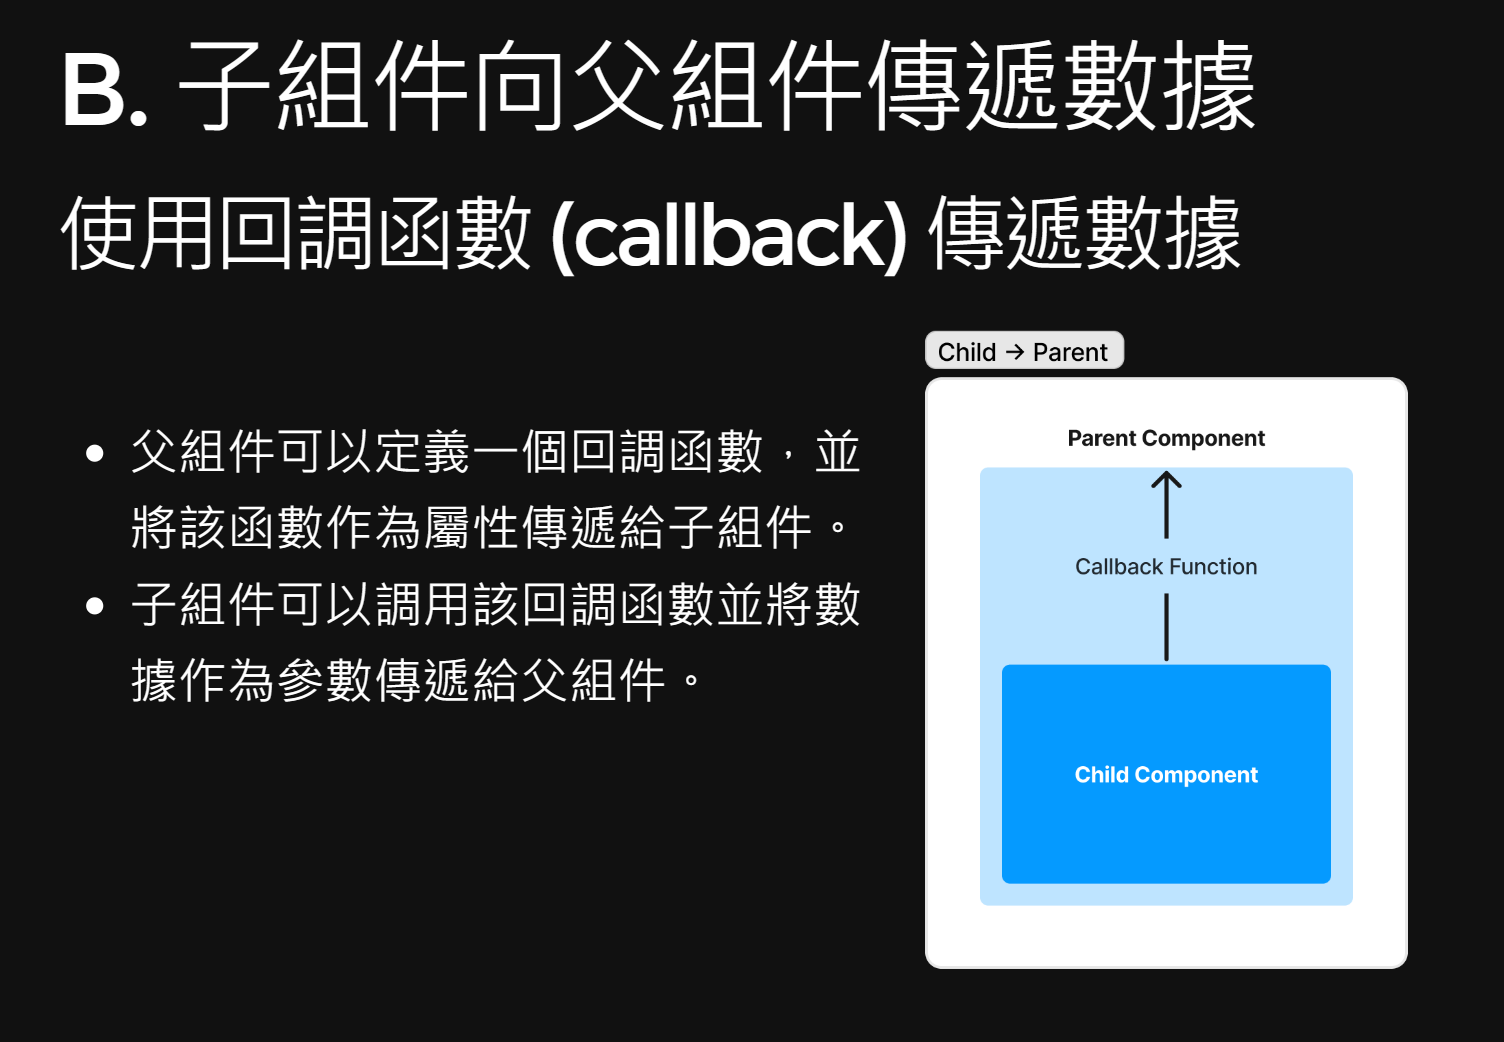 B. 子組件向父組件傳遞數據
使用回調函數 (callback) 傳遞數據
• 父組件可以定義一個回調函數，並
將該函數作為屬性傳遞給子組件。
• 子組件可以調用該回調函數並將數
據作為參數傳遞給父組件。
Child → Parent
Parent Component
Callback Function
Child Component